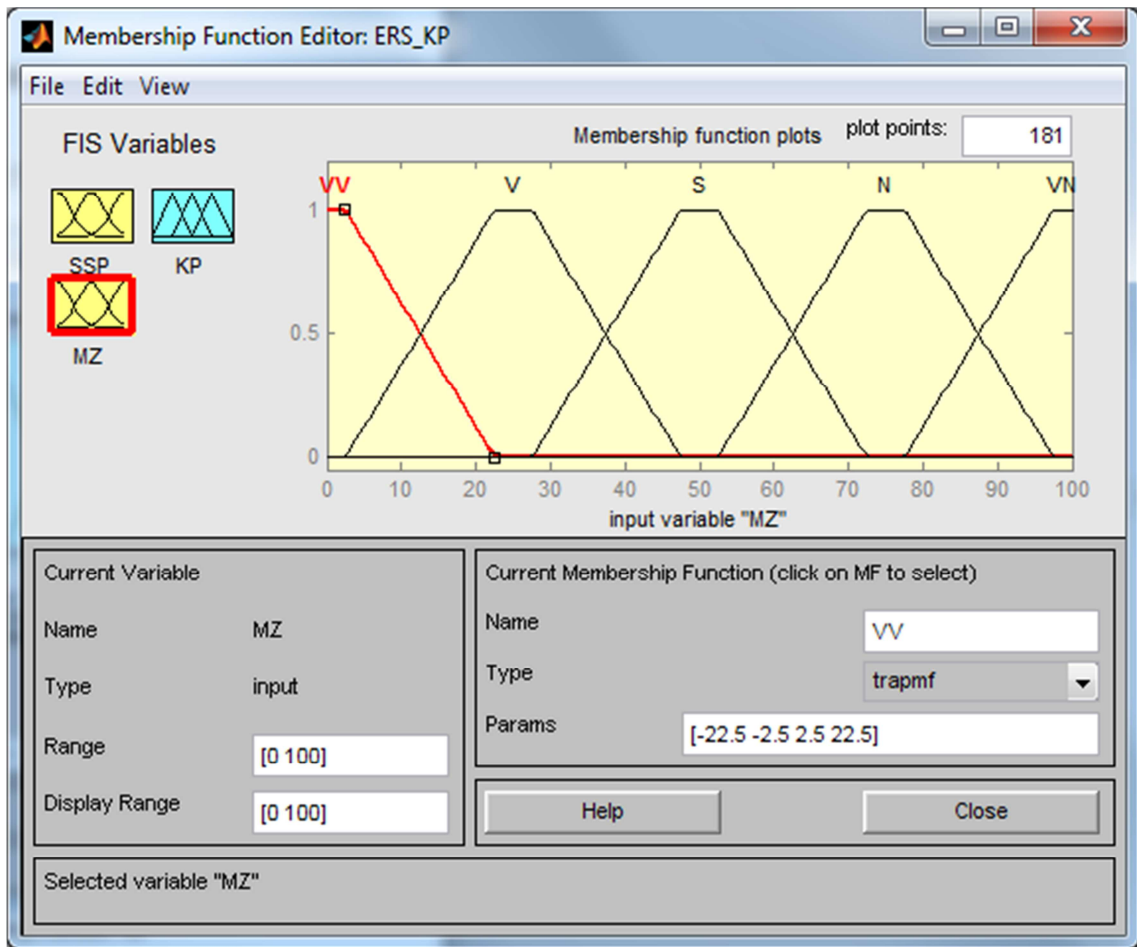 Membership Function Editor: ERS_KP
File Edit View
FIS Variables
SSP KP
MZ
Membership function plots plot points: 181
VV V S N VN
1
0.5
0
0 10 20 30 40 50 60 70 80 90 100
input variable "MZ"
Current Variable
Name MZ
Type input
Range [0 100]
Display Range [0 100]
Current Membership Function (click on MF to select)
Name VV
Type trapmf
Params [-22.5 -2.5 2.5 22.5]
Help Close
Selected variable "MZ"